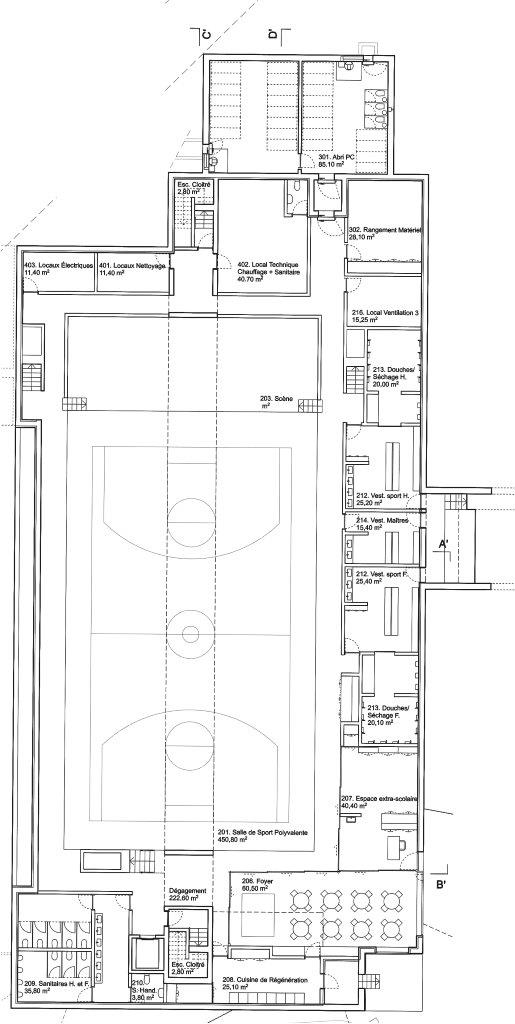 C'
D'
301. Abri PC
85,10 m²
Esc. Cloîtré
2,80 m²
302. Rangement Matériel
28,10 m²
403. Locaux Électriques
11,40 m²
401. Locaux Nettoyage
11,40 m²
402. Local Technique
Chauffage + Sanitaire
40.70 m²
216. Local Ventilation 3
15,25 m²
213. Douches/
Séchage H.
20,00 m²
203. Scène
m²
212. Vest. sport H.
25,20 m²
214. Vest. Maîtres
15,40 m²
A'
212. Vest. sport F.
25,40 m²
213. Douches/
Séchage F.
20,10 m²
207. Espace extra-scolaire
40,40 m²
201. Salle de Sport Polyvalente
450,80 m²
B'
206. Foyer
60,50 m²
Dégagement
222.60 m²
Esc. Cloîtré
2,80 m²
209. Sanitaires H. et F.
35,80 m²
210.
S. Hand.
3,80 m²
208. Cuisine de Régénération
25,10 m²